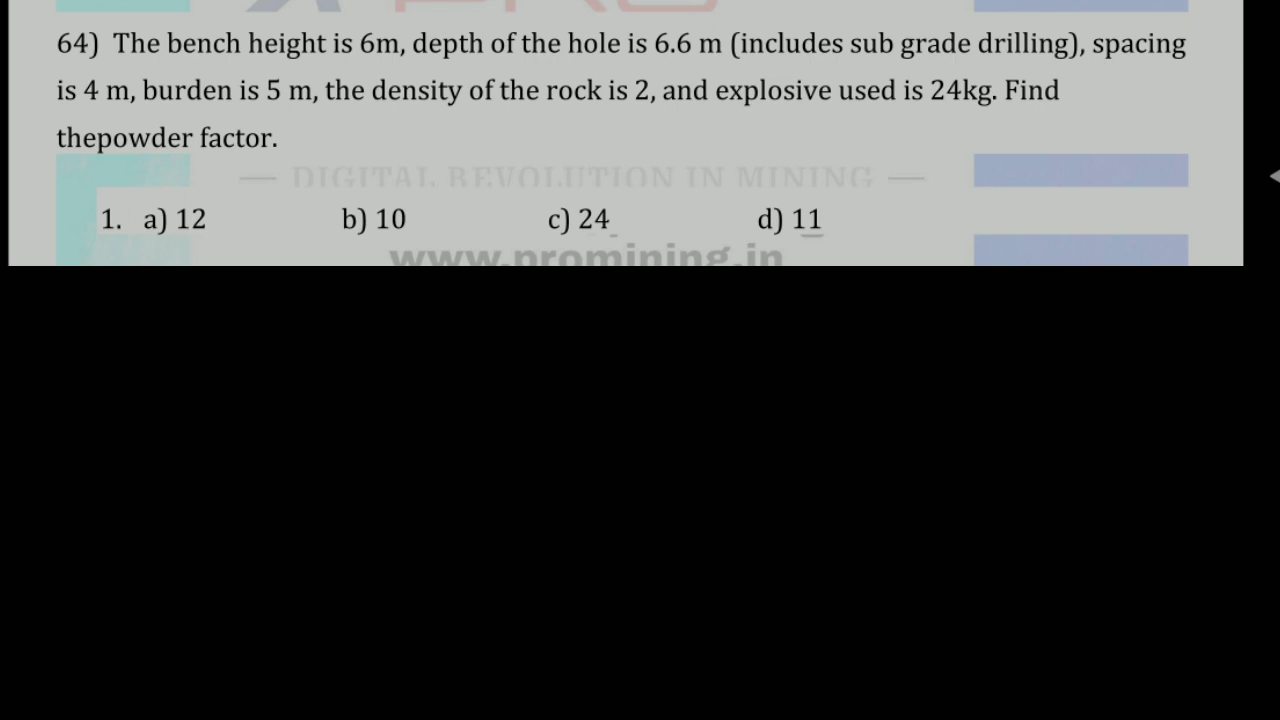 64) The bench height is 6m, depth of the hole is 6.6 m (includes sub grade drilling), spacing
is 4 m, burden is 5 m, the density of the rock is 2, and explosive used is 24kg. Find
thepowder factor.
— DIGITAL REVOLUTION IN MINING —
1. a) 12 b) 10 c) 24 d) 11
www.promining.in